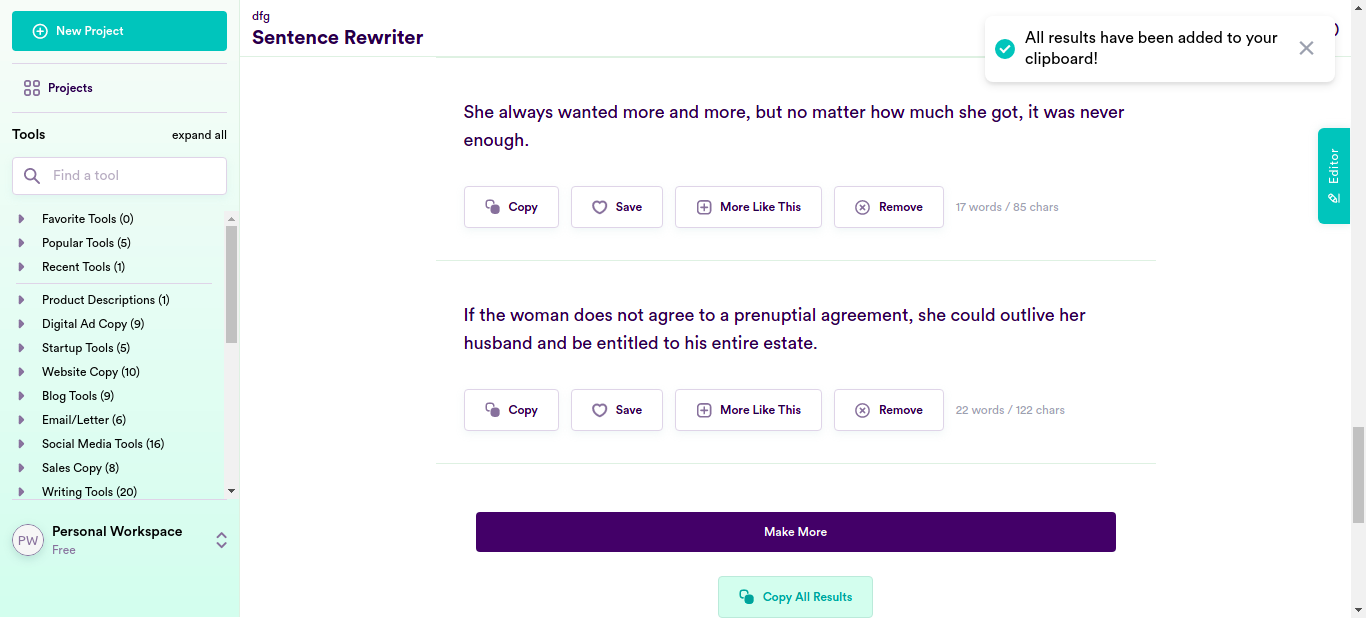 New Project
Projects
Tools
expand all
Find a tool
Favorite Tools (0)
Popular Tools (5)
Recent Tools (1)
Product Descriptions (1)
Digital Ad Copy (9)
Startup Tools (5)
Website Copy (10)
Blog Tools (9)
Email/Letter (6)
Social Media Tools (16)
Sales Copy (8)
Writing Tools (20)
PW
Personal Workspace
Free
dfg
Sentence Rewriter
All results have been added to your
clipboard!
Editor
She always wanted more and more, but no matter how much she got, it was never
enough.
Copy
Save
More Like This
Remove
17 words / 85 chars
If the woman does not agree to a prenuptial agreement, she could outlive her
husband and be entitled to his entire estate.
Copy
Save
More Like This
Remove
22 words / 122 chars
Make More
Copy All Results